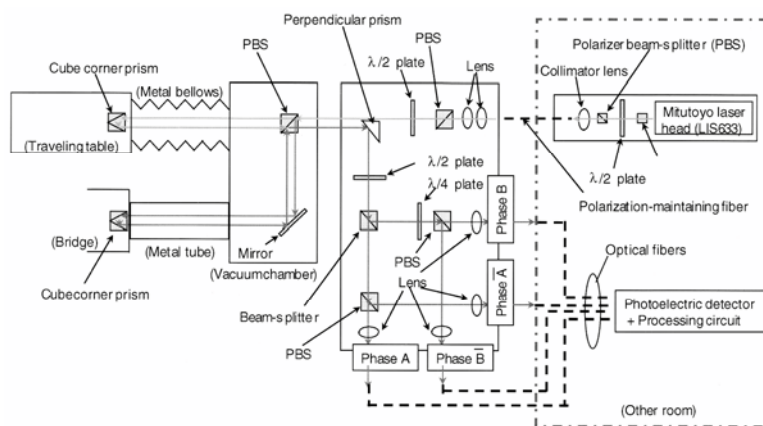 Perpendicular prism
PBS
λ/2 plate
PBS
Lens
Polarizer beam-splitter (PBS)
Collimator lens
Cube corner prism
(Metal bellows)
Mitutoyo laser
head (LIS633)
(Traveling table)
λ/2 plate
λ/2 plate
λ/4 plate
Phase B
Polarization-maintaining fiber
(Bridge)
(Metal tube)
Mirror
(Vacuumchamber)
PBS
Optical fibers
Cubecorner prism
Lens
Phase A̅
Beam-splitter
PBS
Photoelectric detector
+ Processing circuit
Phase A
Phase B̅
(Other room)